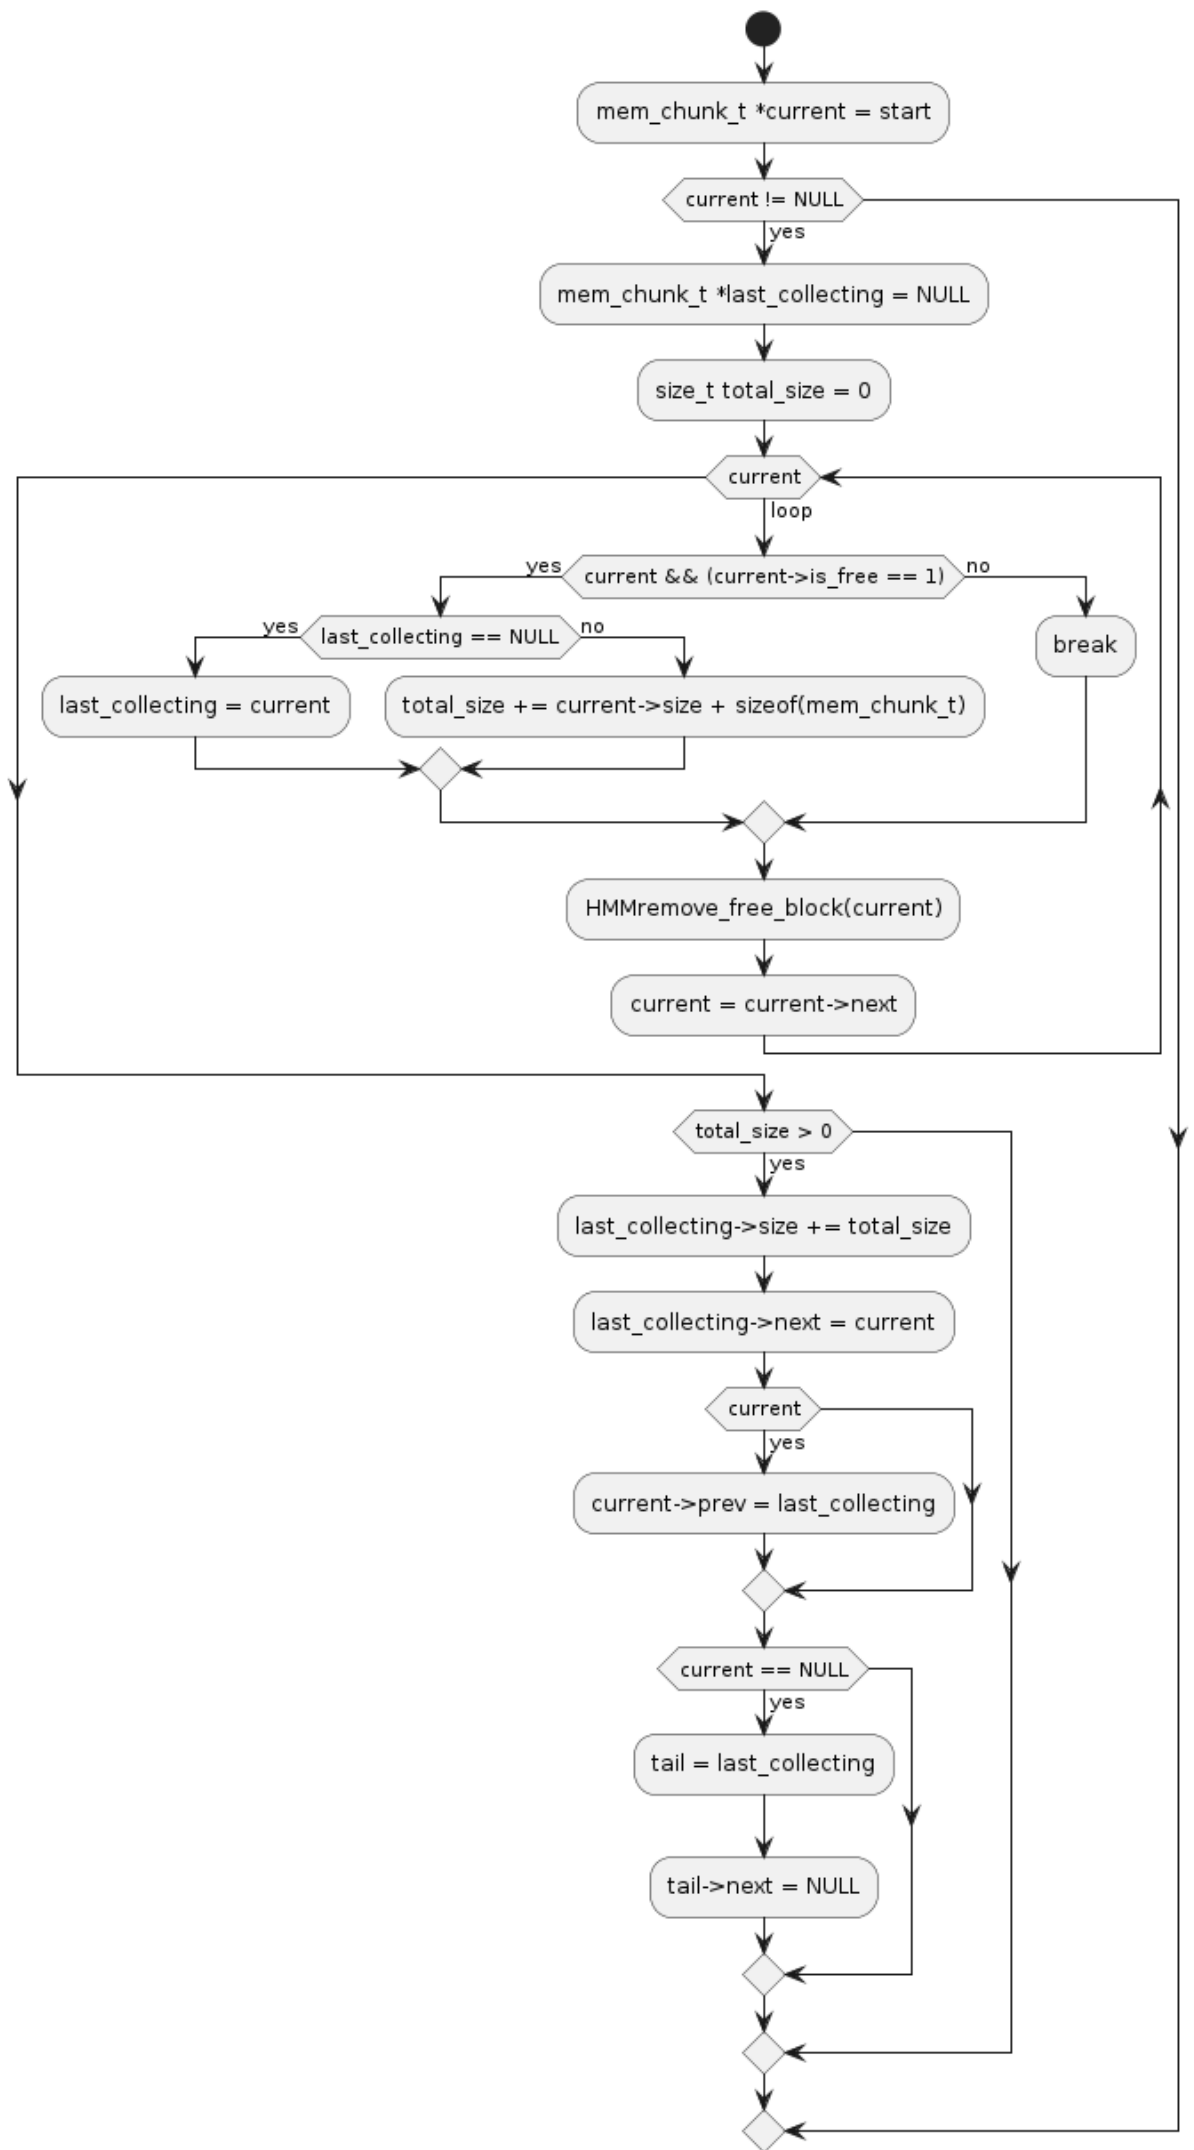 mem_chunk_t *current = start
current != NULL
yes
mem_chunk_t *last_collecting = NULL
size_t total_size = 0
current
loop
current && (current->is_free == 1)
yes
no
last_collecting == NULL
yes
no
break
last_collecting = current
total_size += current->size + sizeof(mem_chunk_t)
HMMremove_free_block(current)
current = current->next
total_size > 0
yes
last_collecting->size += total_size
last_collecting->next = current
current
yes
current->prev = last_collecting
current == NULL
yes
tail = last_collecting
tail->next = NULL